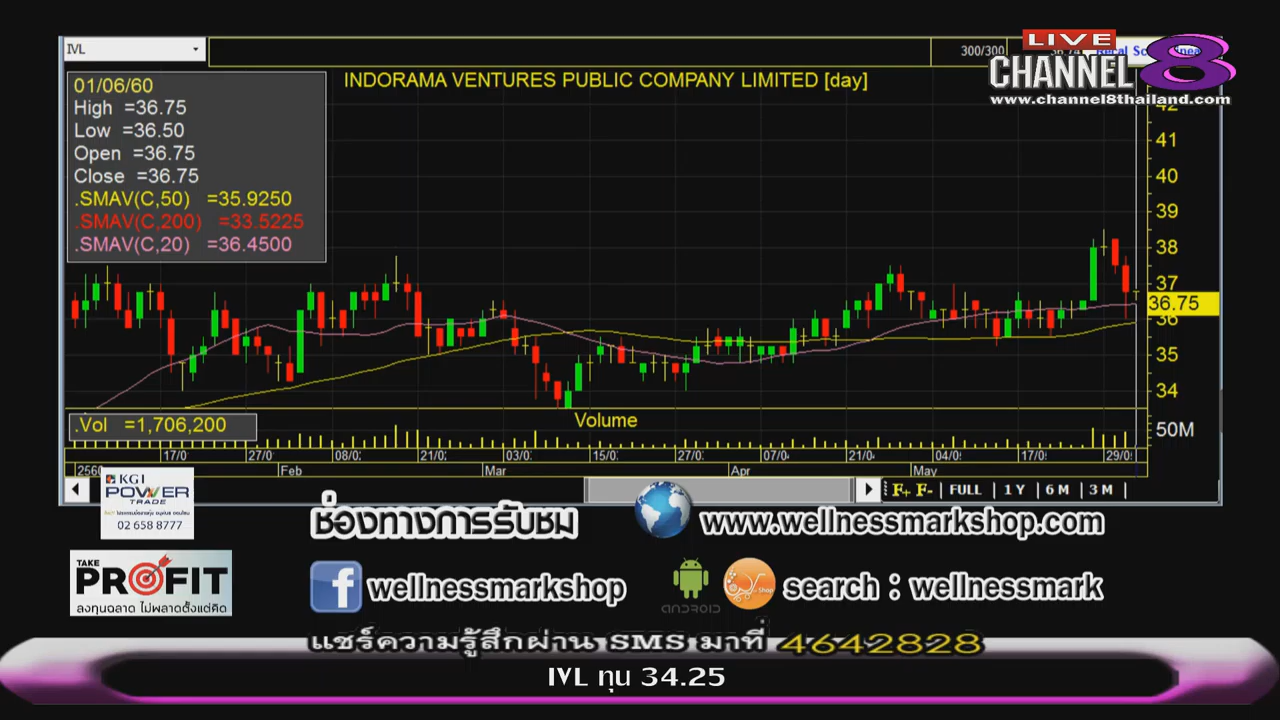 IVL
300/300
LIVE
CHANNEL 8
www.channel8thailand.com
INDORAMA VENTURES PUBLIC COMPANY LIMITED [day]
01/06/60
High =36.75
Low =36.50
Open =36.75
Close =36.75
.SMAV(C,50) =35.9250
.SMAV(C,200) =33.5225
.SMAV(C,20) =36.4500
42
41
40
39
38
37
36.75
36
35
34
.Vol =1,706,200
Volume
50M
17/0 27/0 08/0 21/0 03/0 15/0 27/0 07/0 21/0 04/0 17/0 29/0
2560 Feb Mar Apr May
F+ F- FULL 1 Y 6 M 3 M
KGI
POWER
TRADE
02 658 8777
ช่องทางการรับชม
www.wellnessmarkshop.com
TAKE
PROFIT
ลงทุนฉลาด ไม่พลาดตั้งแต่คิด
wellnessmarkshop
search : wellnessmark
แชร์ความรู้สึกผ่าน SMS มาที่ 4642828
IVL ทุน 34.25